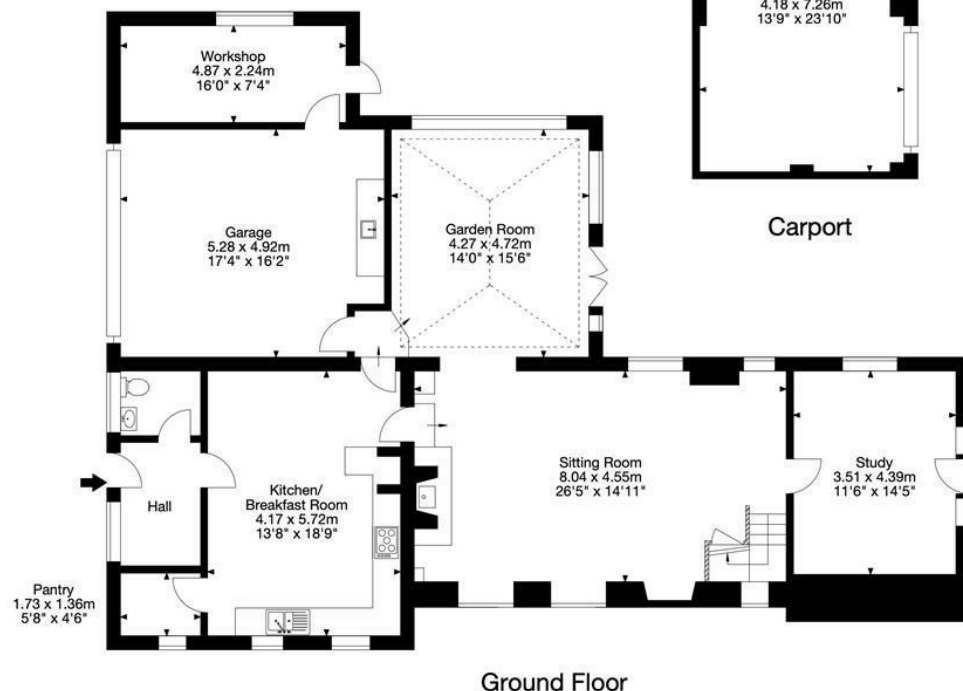 4.18 x 7.26m
13'9" x 23'10"
Carport
Workshop
4.87 x 2.24m
16'0" x 7'4"
Garage
5.28 x 4.92m
17'4" x 16'2"
Garden Room
4.27 x 4.72m
14'0" x 15'6"
Hall
Kitchen/
Breakfast Room
4.17 x 5.72m
13'8" x 18'9"
Sitting Room
8.04 x 4.55m
26'5" x 14'11"
Study
3.51 x 4.39m
11'6" x 14'5"
Pantry
1.73 x 1.36m
5'8" x 4'6"
Ground Floor